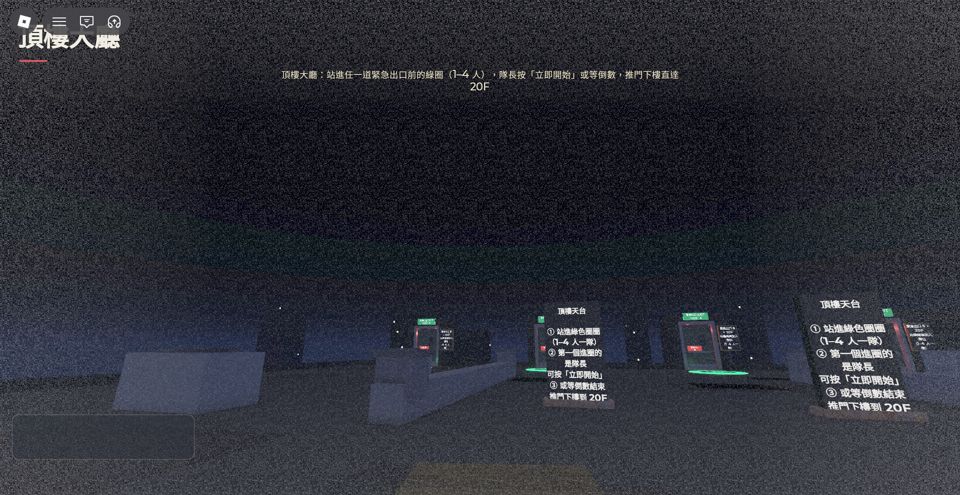 頂樓大廳
頂樓大廳：站進任一道緊急出口前的綠圈（1–4 人），隊長按「立即開始」或等倒數，推門下樓直達
20F
頂樓天台
① 站進綠色圈圈
（1–4 人一隊）
② 第一個進圈的
是隊長
可按「立即開始」
③ 或等倒數結束
推門下樓到 20F
頂樓天台
① 站進綠色圈圈
（1–4 人一隊）
② 第一個進圈的
是隊長
可按「立即開始」
③ 或等倒數結束
推門下樓到 20F